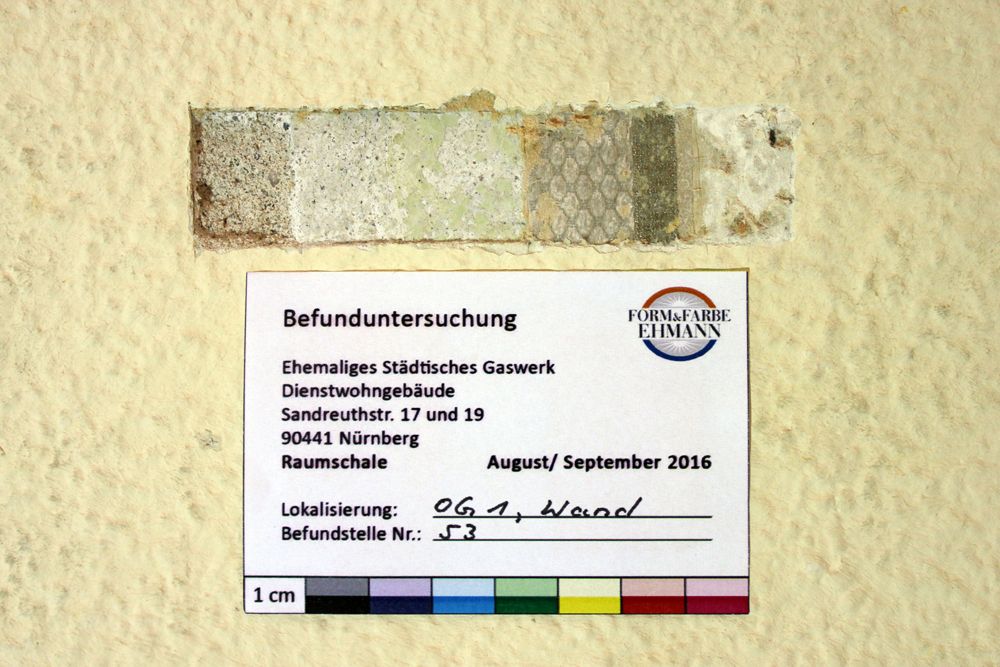 Befunduntersuchung
FORM&FARBE
EHMANN
Ehemaliges Städtisches Gaswerk
Dienstwohngebäude
Sandreuthstr. 17 und 19
90441 Nürnberg
Raumschale August/ September 2016
Lokalisierung: OG 1, Wand
Befundstelle Nr.: 53
1 cm